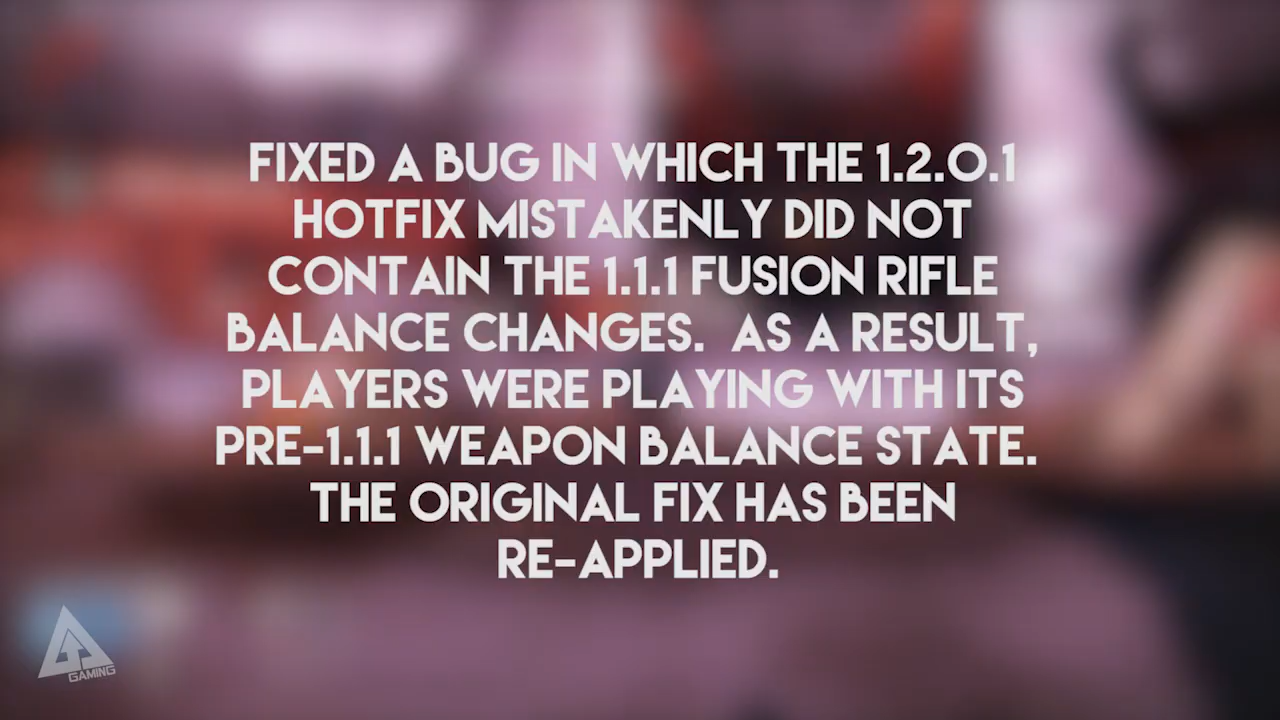 FIXED A BUG IN WHICH THE 1.2.0.1
HOTFIX MISTAKENLY DID NOT
CONTAIN THE 1.1.1 FUSION RIFLE
BALANCE CHANGES.  AS A RESULT,
PLAYERS WERE PLAYING WITH ITS
PRE-1.1.1 WEAPON BALANCE STATE.
THE ORIGINAL FIX HAS BEEN
RE-APPLIED.
GAMING